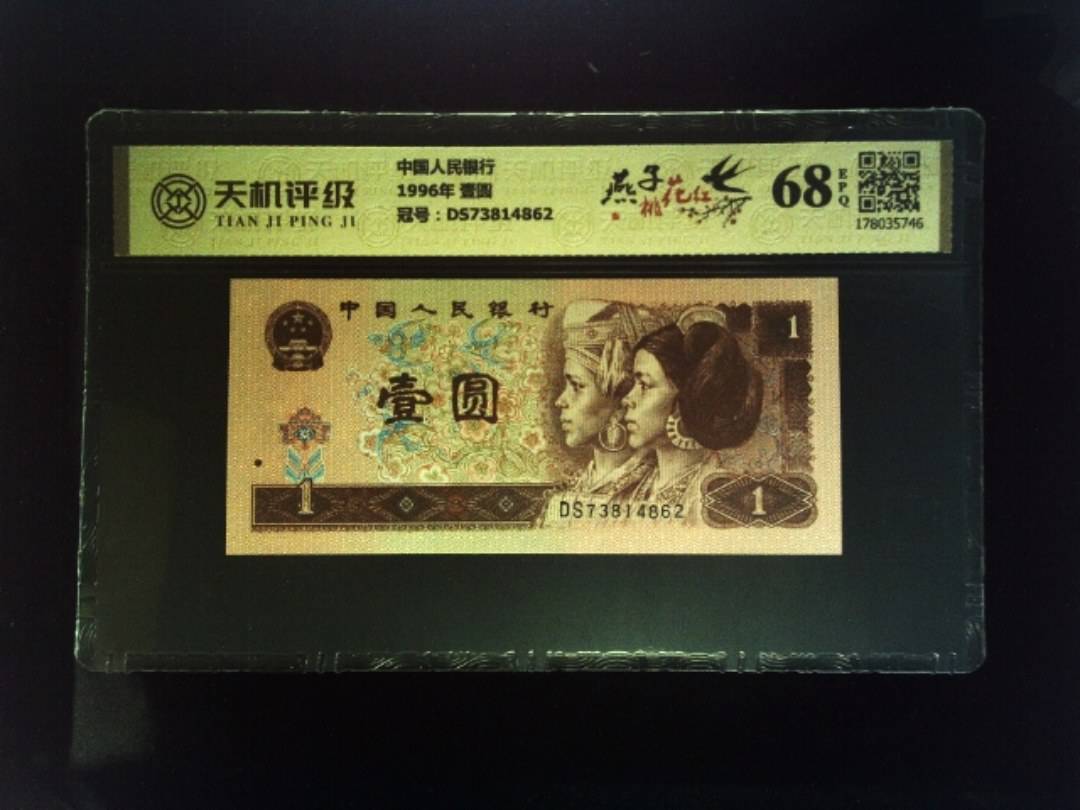 天机评级
TIAN JI PING JI
中国人民银行
1996年 壹圆
冠号：DS73814862
燕子
桃花红
68
EPQ
178035746
中国人民银行
1
壹圆
1
DS73814862
1